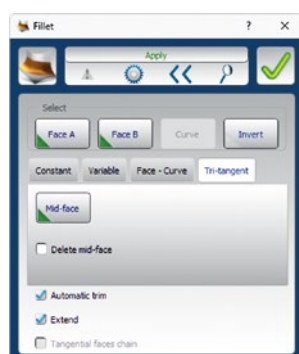 Fillet ? ×
Apply
Select
Face A Face B Curve Invert
Constant Variable Face - Curve Tri-tangent
Mid-face
Delete mid-face
Automatic trim
Extend
Tangential faces chain